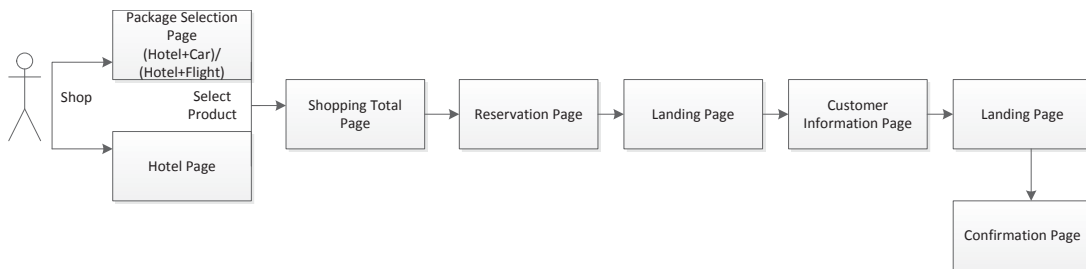 Package Selection
Page
(Hotel+Car)/
(Hotel+Flight)
Shop
Select
Product
Hotel Page
Shopping Total
Page
Reservation Page
Landing Page
Customer
Information Page
Landing Page
Confirmation Page